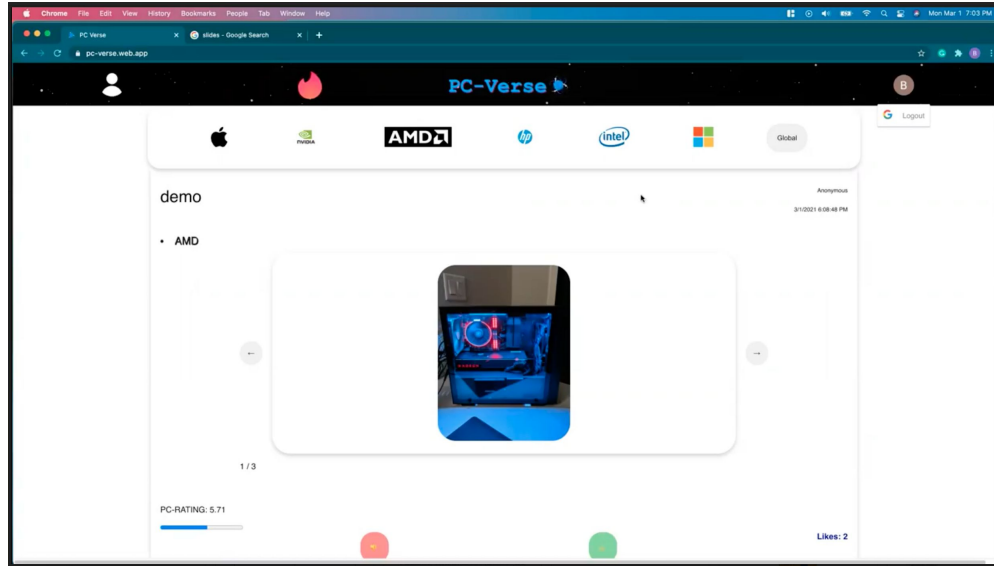 Chrome File Edit View History Bookmarks People Tab Window Help
Mon Mar 1 7:03 PM
PC Verse
slides - Google Search
pc-verse.web.app
B
PC-Verse
B
Logout
NVIDIA
AMD
hp
intel
Global
demo
Anonymous
3/1/2021 6:08:48 PM
• AMD
←
→
1 / 3
PC-RATING: 5.71
Likes: 2